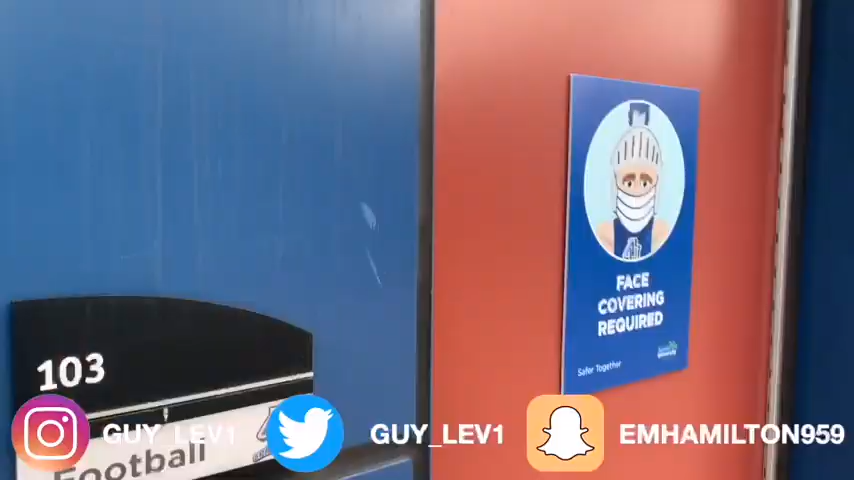 FACE
COVERING
REQUIRED
Safer Together
103
Football
GUY_LEV1
GUY_LEV1
EMHAMILTON959